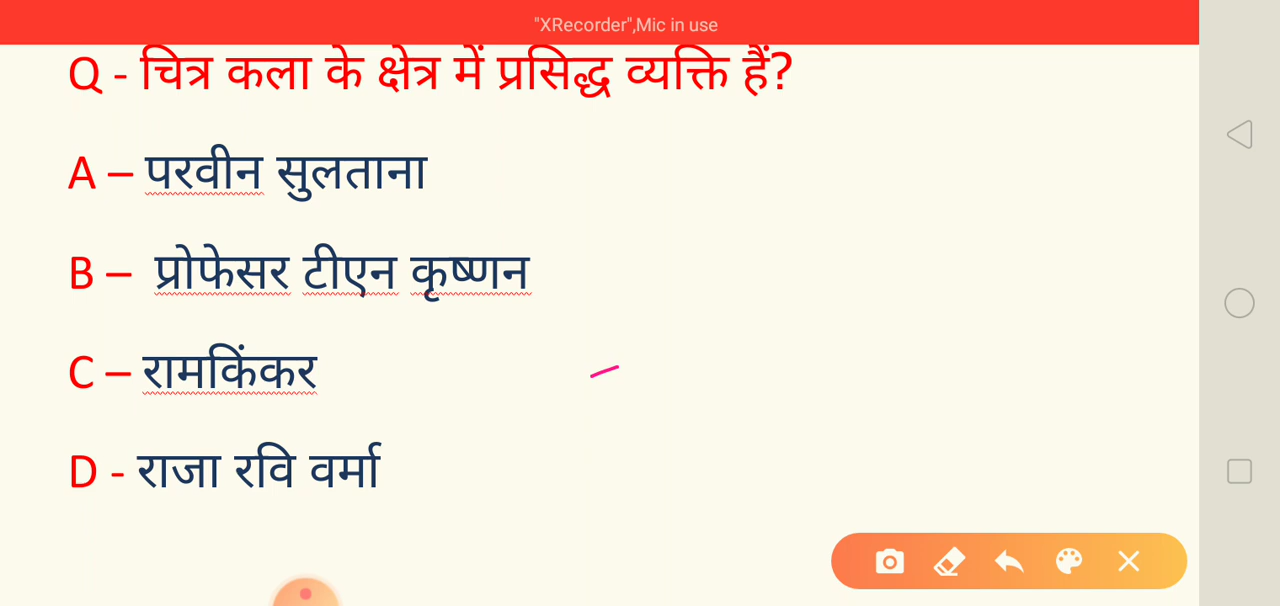 "XRecorder",Mic in use
Q - चित्र कला के क्षेत्र में प्रसिद्ध व्यक्ति हैं?
A – परवीन सुलताना
B – प्रोफेसर टीएन कृष्णन
C – रामकिंकर
D - राजा रवि वर्मा